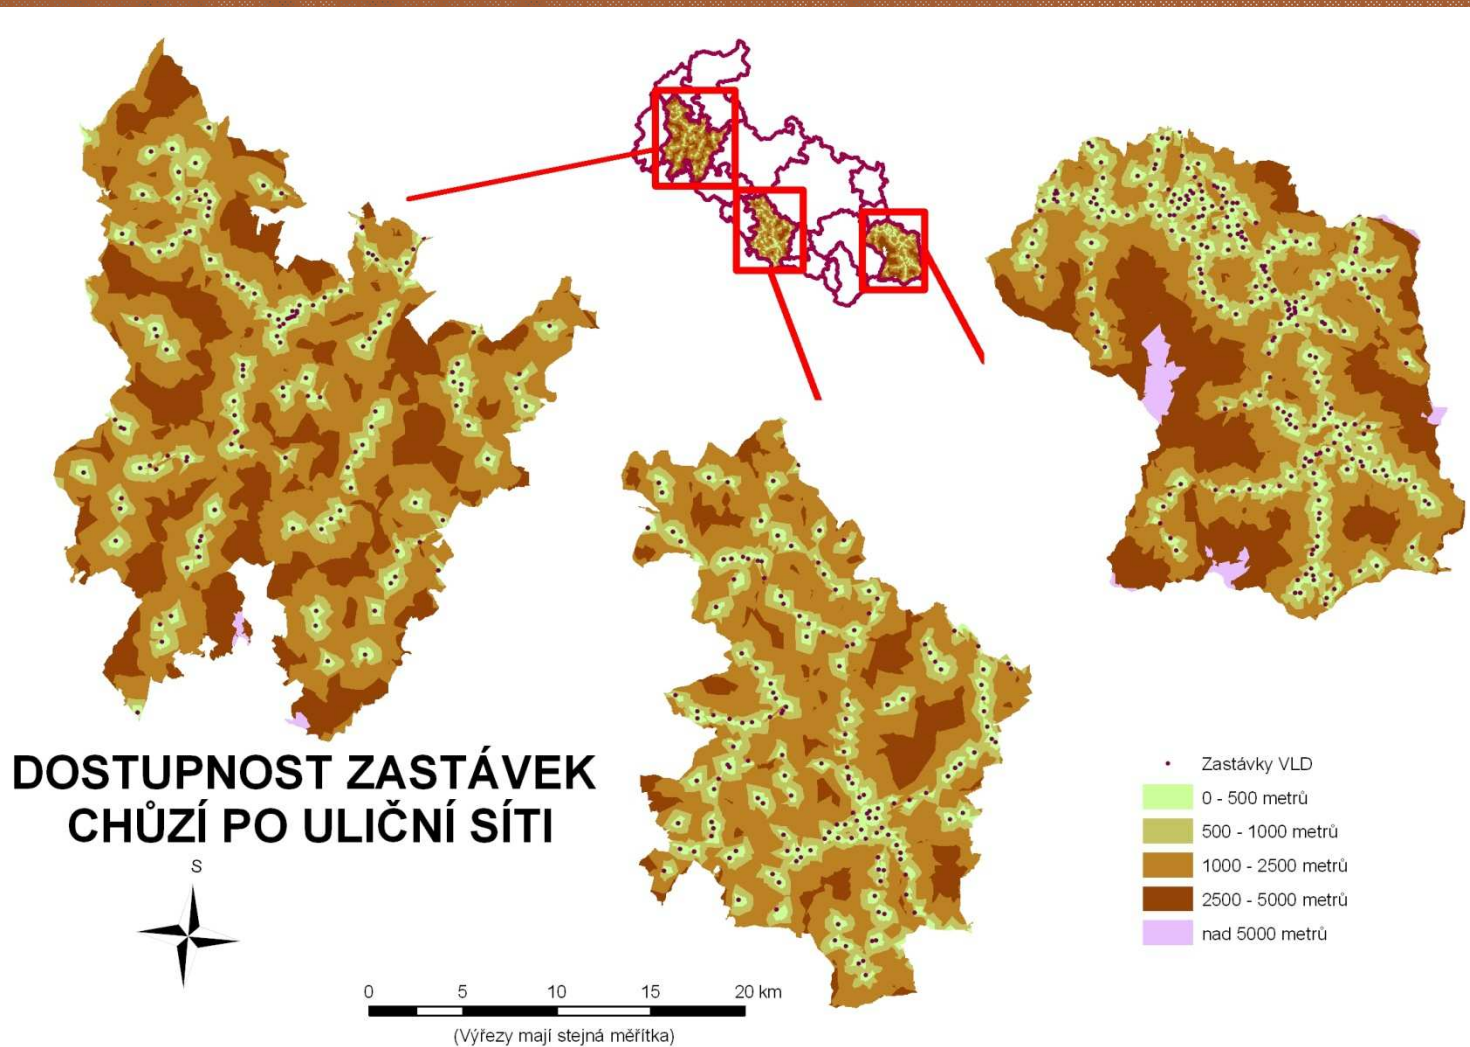 DOSTUPNOST ZASTÁVEK
CHŮZÍ PO ULIČNÍ SÍTI
S
0 5 10 15 20 km
(Výřezy mají stejná měřítka)
Zastávky VLD
0 - 500 metrů
500 - 1000 metrů
1000 - 2500 metrů
2500 - 5000 metrů
nad 5000 metrů